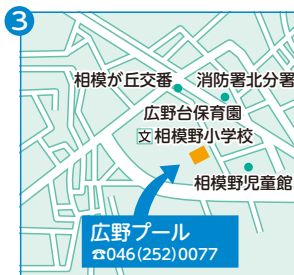 3
相模が丘交番
消防署北分署
広野台保育園
文 相模野小学校
相模野児童館
広野プール
☎046(252)0077